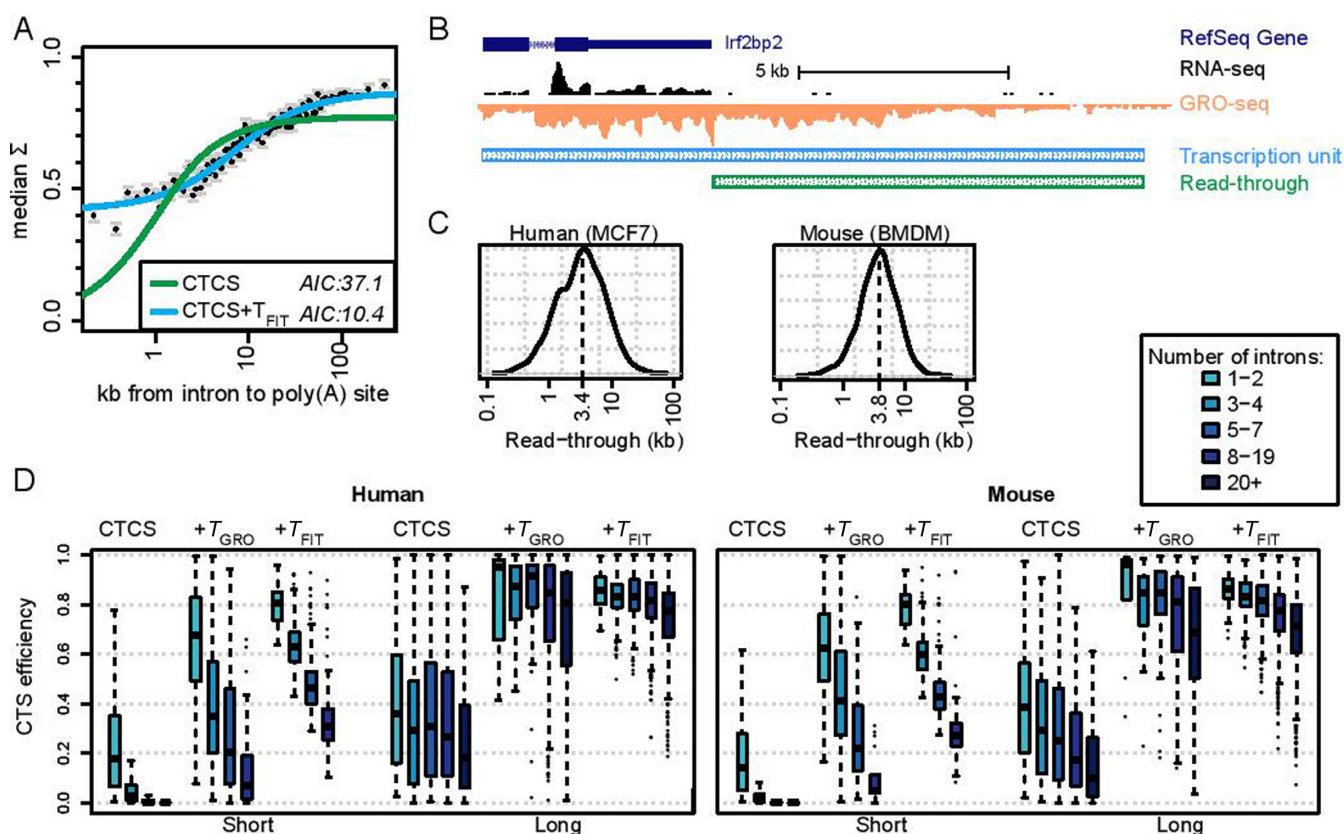 A
median Σ
1.0
0.5
0.0
CTCS AIC:37.1
CTCS+TFIT AIC:10.4
1 10 100
kb from intron to poly(A) site
B
Irf2bp2
5 kb
RefSeq Gene
RNA-seq
GRO-seq
Transcription unit
Read-through
C
Human (MCF7)
0.1 1 3.4 10 100
Read-through (kb)
Mouse (BMDM)
0.1 1 3.8 10 100
Read-through (kb)
Number of introns:
1−2
3−4
5−7
8−19
20+
D
Human
Mouse
CTCS +TGRO +TFIT CTCS +TGRO +TFIT
CTCS +TGRO +TFIT CTCS +TGRO +TFIT
CTS efficiency
1.0
0.8
0.6
0.4
0.2
0.0
Short Long
Short Long